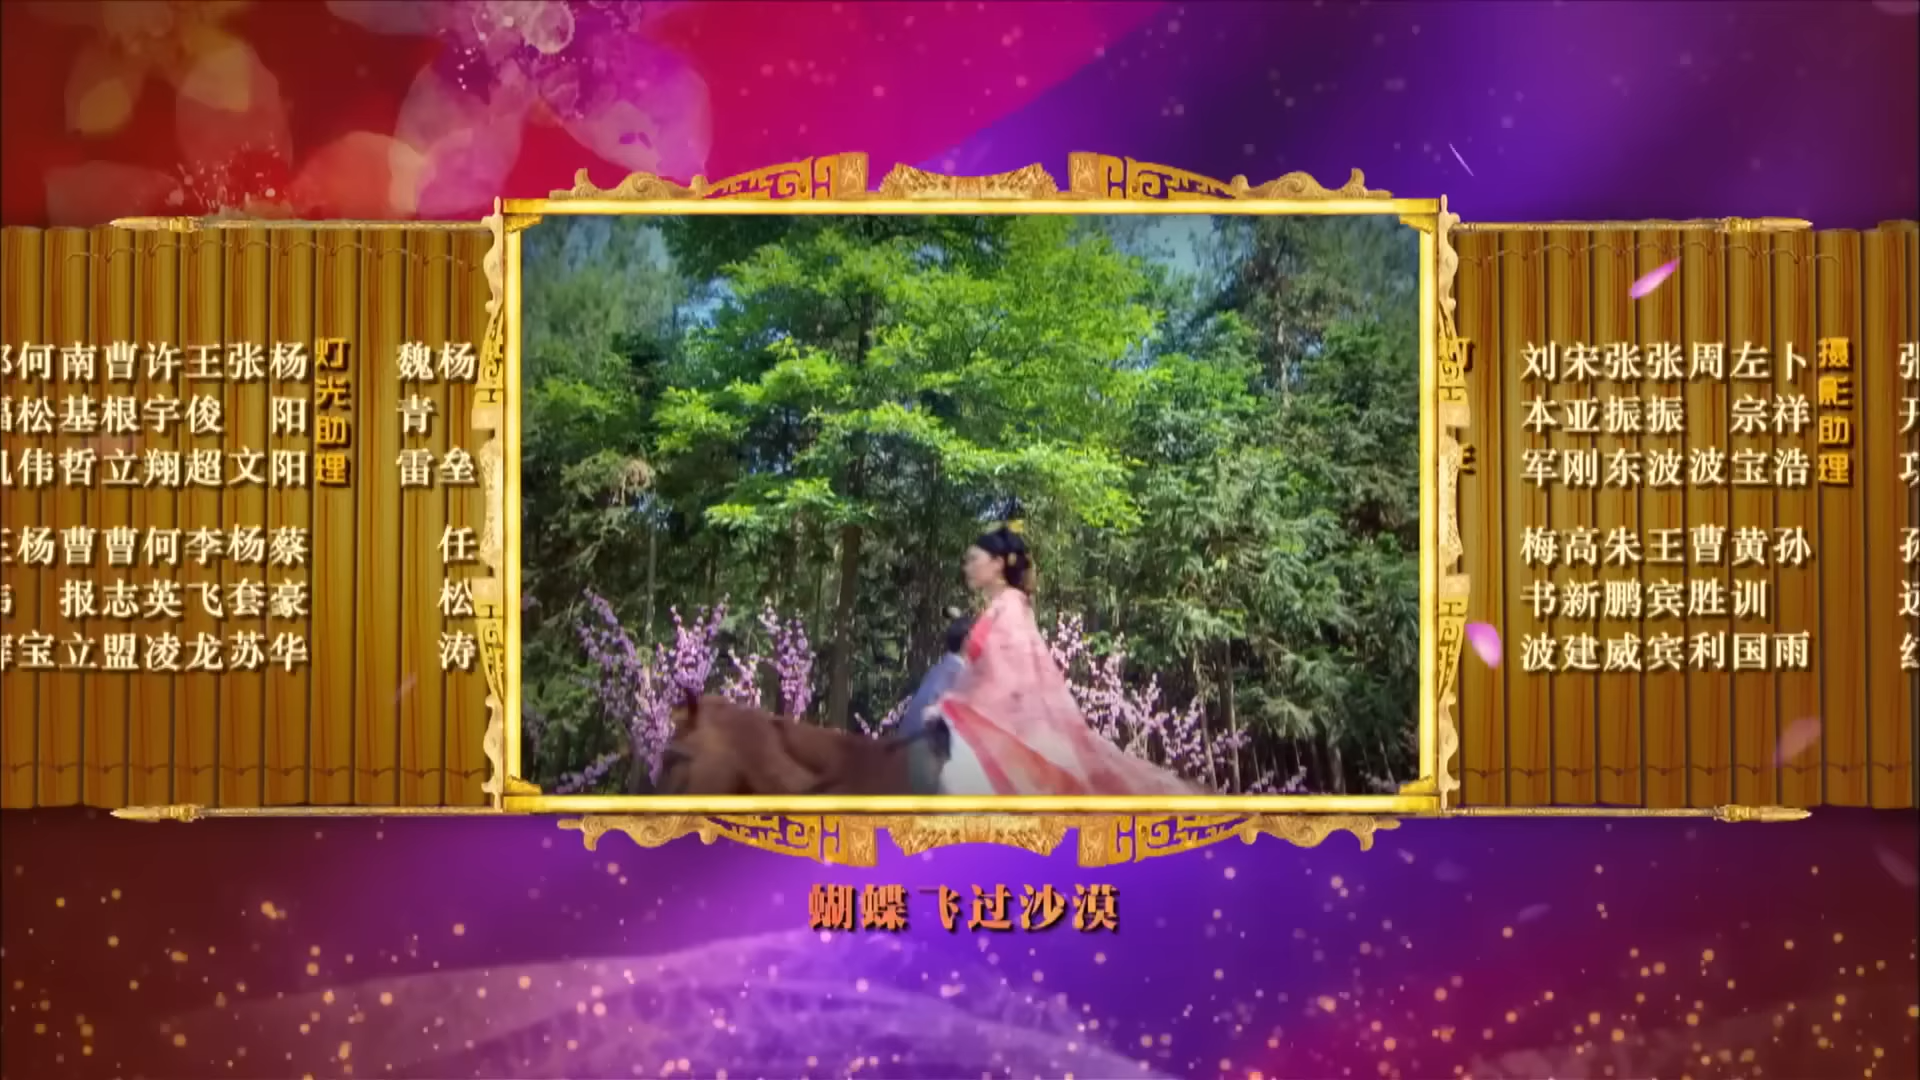 摄影助理
卜祥浩
左宗宝
周波
张振波
张振东
宋亚刚
刘本军
孙雨
黄训国
曹胜利
王宾宾
朱鹏威
高新建
梅书波
杨垒
魏青雷
任松涛
灯光助理
杨阳阳
张文
王俊超
许宇翔
曹根立
南基哲
何松伟
蔡豪华
杨套苏
李飞龙
何英凌
曹志盟
曹报立
杨宝
蝴蝶飞过沙漠